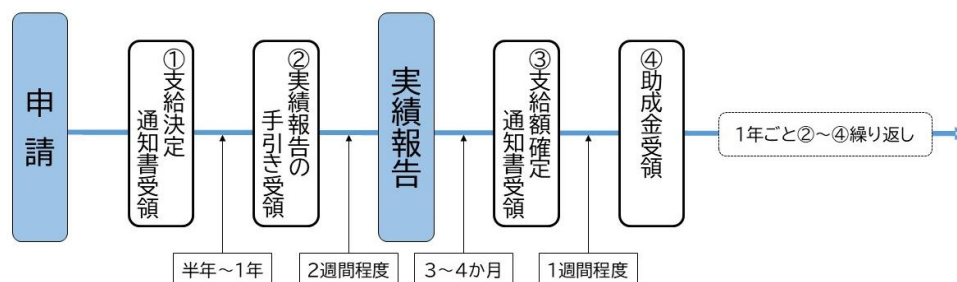 申請
①支給決定
通知書受領
②実績報告の
手引き受領
実績報告
③支給額確定
通知書受領
④助成金受領
1年ごと②～④繰り返し
半年～1年
2週間程度
3～4か月
1週間程度